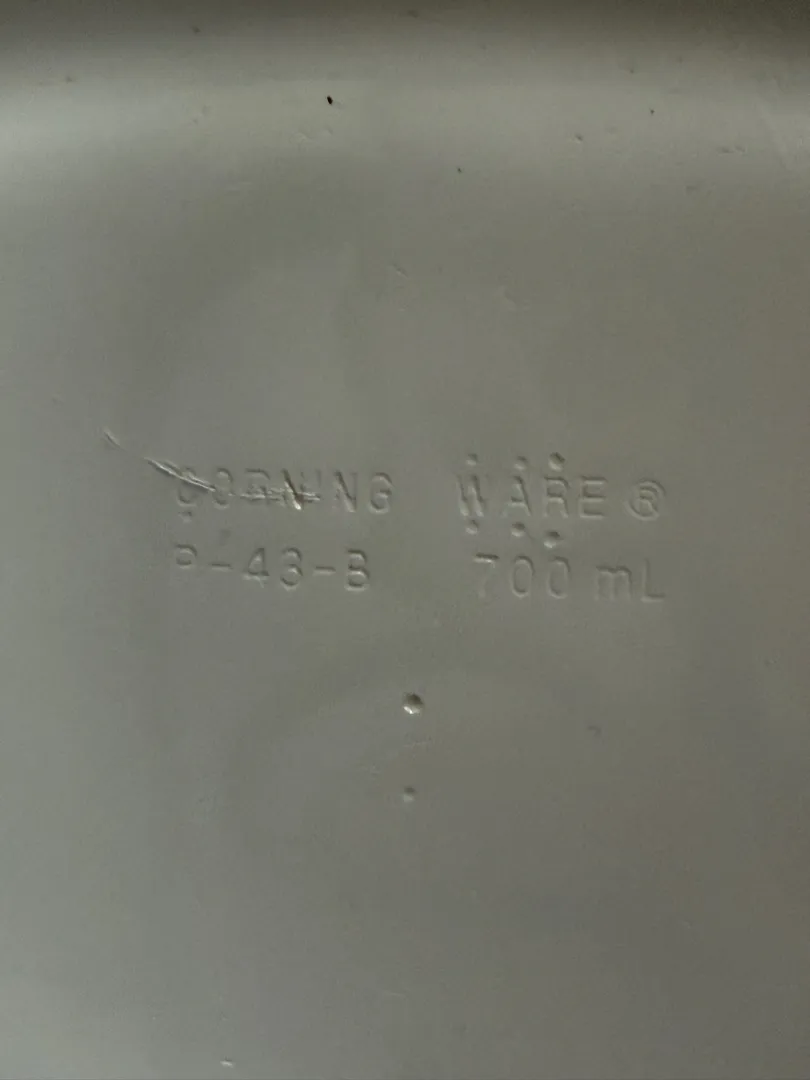 CORNING WARE ®
P-43-B 700 mL